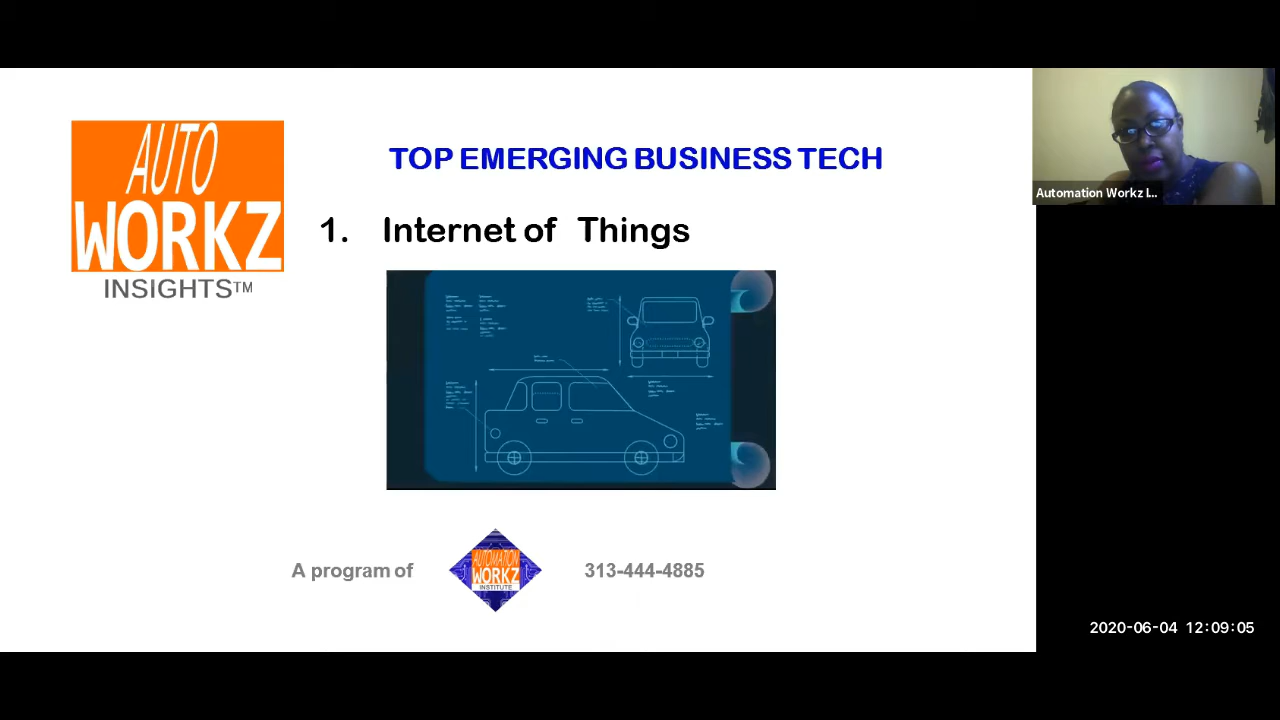 AUTO
WORKZ
INSIGHTS™
TOP EMERGING BUSINESS TECH
1. Internet of Things
Automation Workz I...
A program of
AUTOMATION
WORKZ
INSTITUTE
313-444-4885
2020-06-04 12:09:05